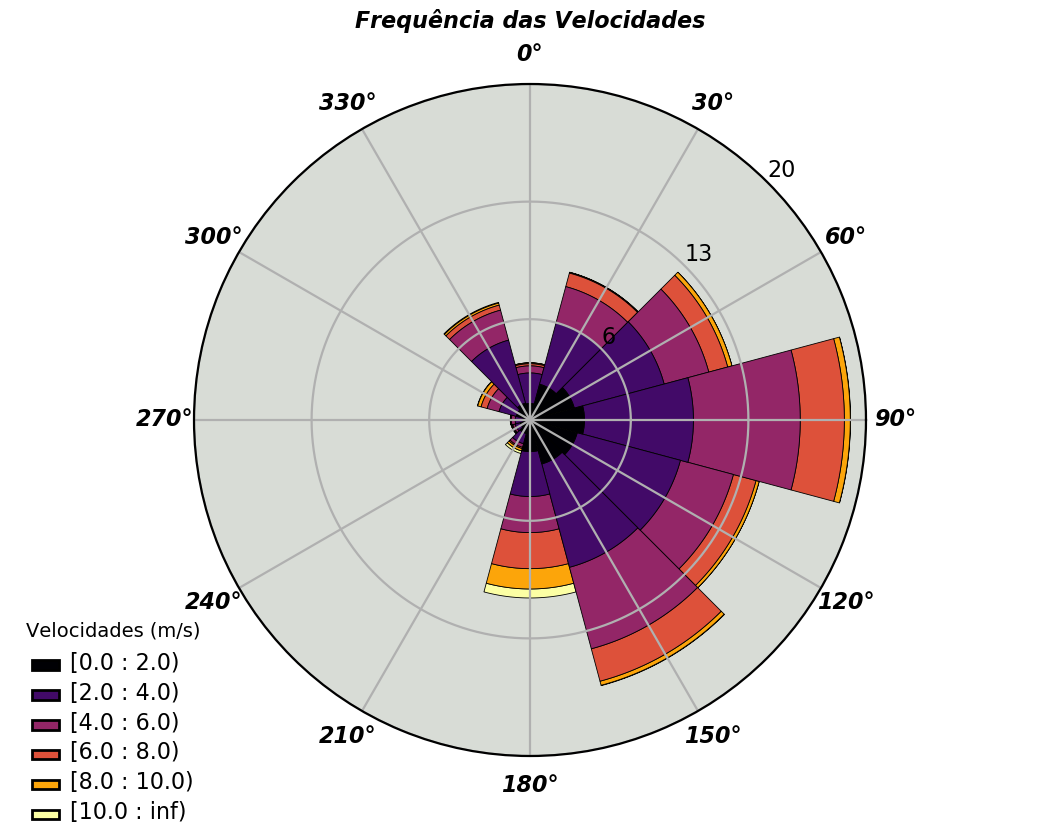 Frequência das Velocidades
0°
330°
30°
20
300°
60°
13
6
270°
90°
240°
120°
210°
150°
180°
Velocidades (m/s)
[0.0 : 2.0)
[2.0 : 4.0)
[4.0 : 6.0)
[6.0 : 8.0)
[8.0 : 10.0)
[10.0 : inf)